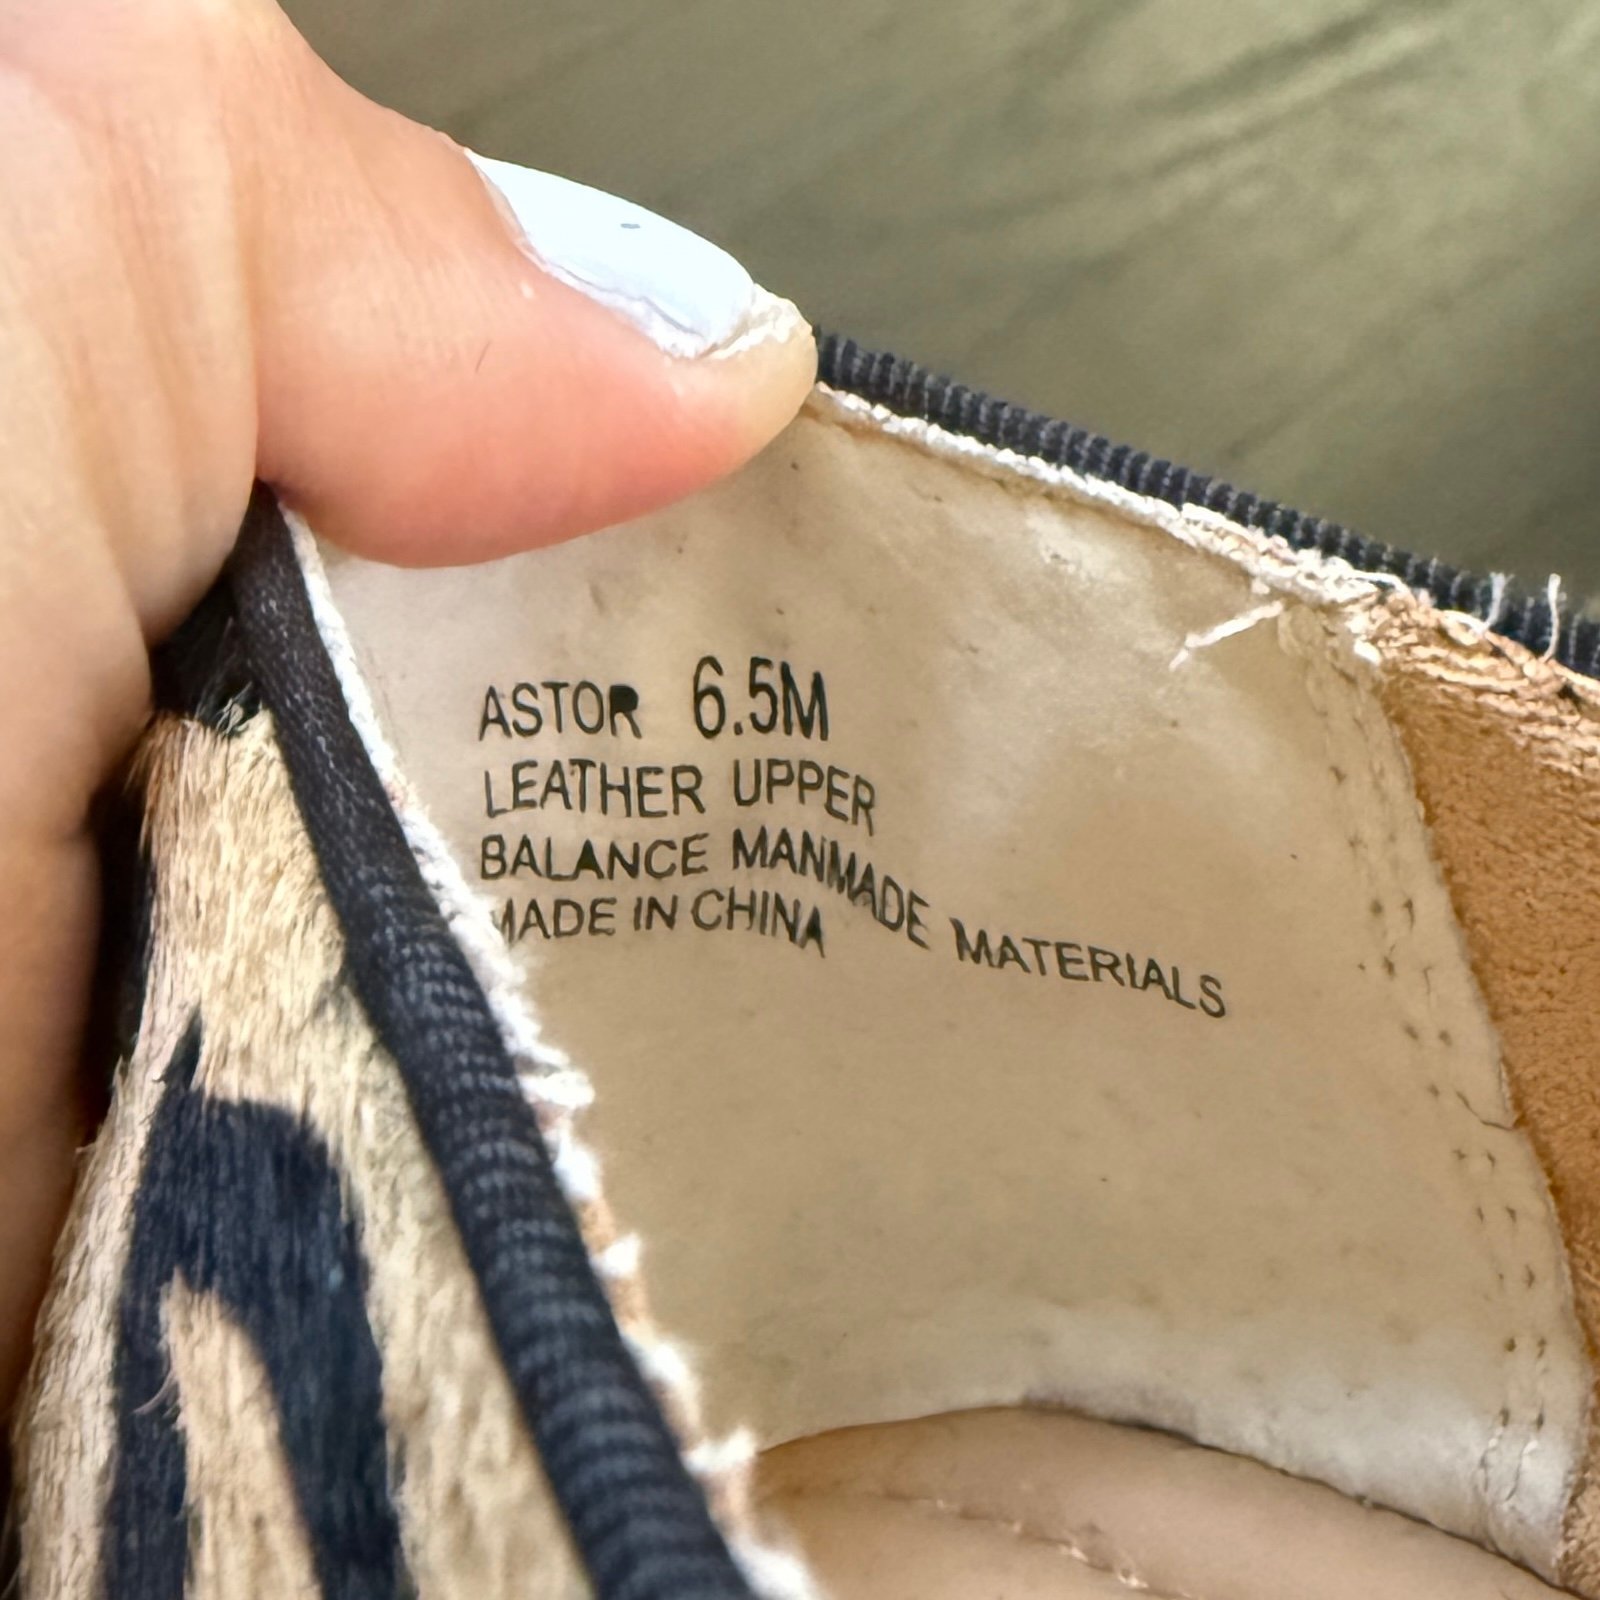 ASTOR 6.5M
LEATHER UPPER
BALANCE MANMADE MATERIALS
MADE IN CHINA